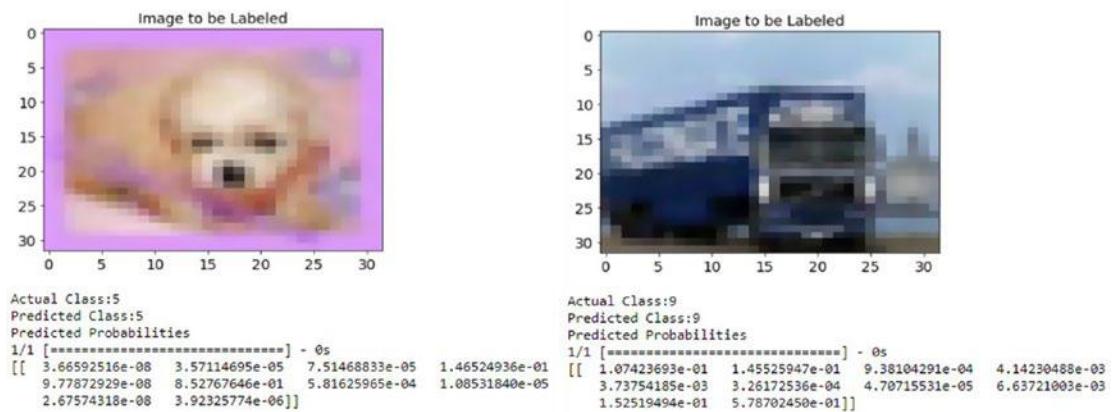 Image to be Labeled
0
5
10
15
20
25
30
0 5 10 15 20 25 30
Actual Class:5
Predicted Class:5
Predicted Probabilities
1/1 [==============================] - 0s
[[ 3.66592516e-08 3.57114695e-05 7.51468833e-05 1.46524936e-01
9.77872929e-08 8.52767646e-01 5.81625965e-04 1.08531840e-05
2.67574318e-08 3.92325774e-06]]
Image to be Labeled
0
5
10
15
20
25
30
0 5 10 15 20 25 30
Actual Class:9
Predicted Class:9
Predicted Probabilities
1/1 [==============================] - 0s
[[ 1.07423693e-01 1.45525947e-01 9.38104291e-04 4.14230488e-03
3.73754185e-03 3.26172536e-04 4.70715531e-05 6.63721003e-03
1.52519494e-01 5.78702450e-01]]